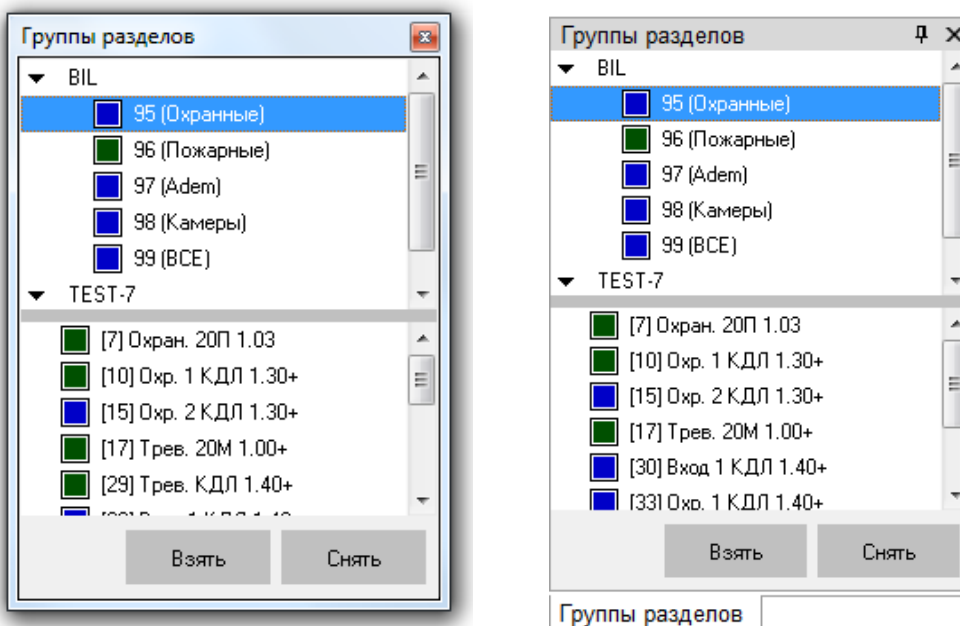 Группы разделов
BIL
95 (Охранные)
96 (Пожарные)
97 (Adem)
98 (Камеры)
99 (ВСЕ)
TEST-7
[7] Охран. 20П 1.03
[10] Охр. 1 КДЛ 1.30+
[15] Охр. 2 КДЛ 1.30+
[17] Трев. 20М 1.00+
[29] Трев. КДЛ 1.40+
Взять Снять
Группы разделов
BIL
95 (Охранные)
96 (Пожарные)
97 (Adem)
98 (Камеры)
99 (ВСЕ)
TEST-7
[7] Охран. 20П 1.03
[10] Охр. 1 КДЛ 1.30+
[15] Охр. 2 КДЛ 1.30+
[17] Трев. 20М 1.00+
[30] Вход 1 КДЛ 1.40+
[33] Охр. 1 КДЛ 1.40+
Взять Снять
Группы разделов